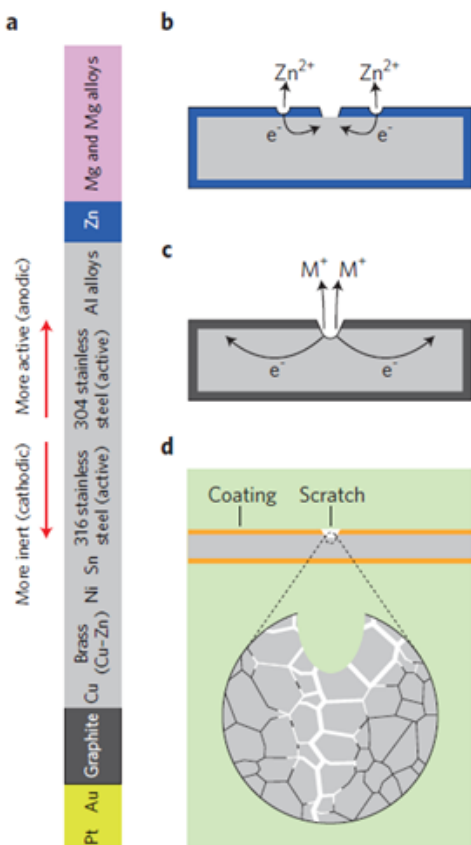 a
Mg and Mg alloys
Zn
Al alloys
304 stainless
steel (active)
316 stainless
steel (active)
Sn
Ni
Brass
(Cu–Zn)
Cu
Graphite
Au
Pt
More active (anodic)
More inert (cathodic)
b
Zn2+ Zn2+
e- e-
c
M+ M+
e- e-
d
Coating Scratch